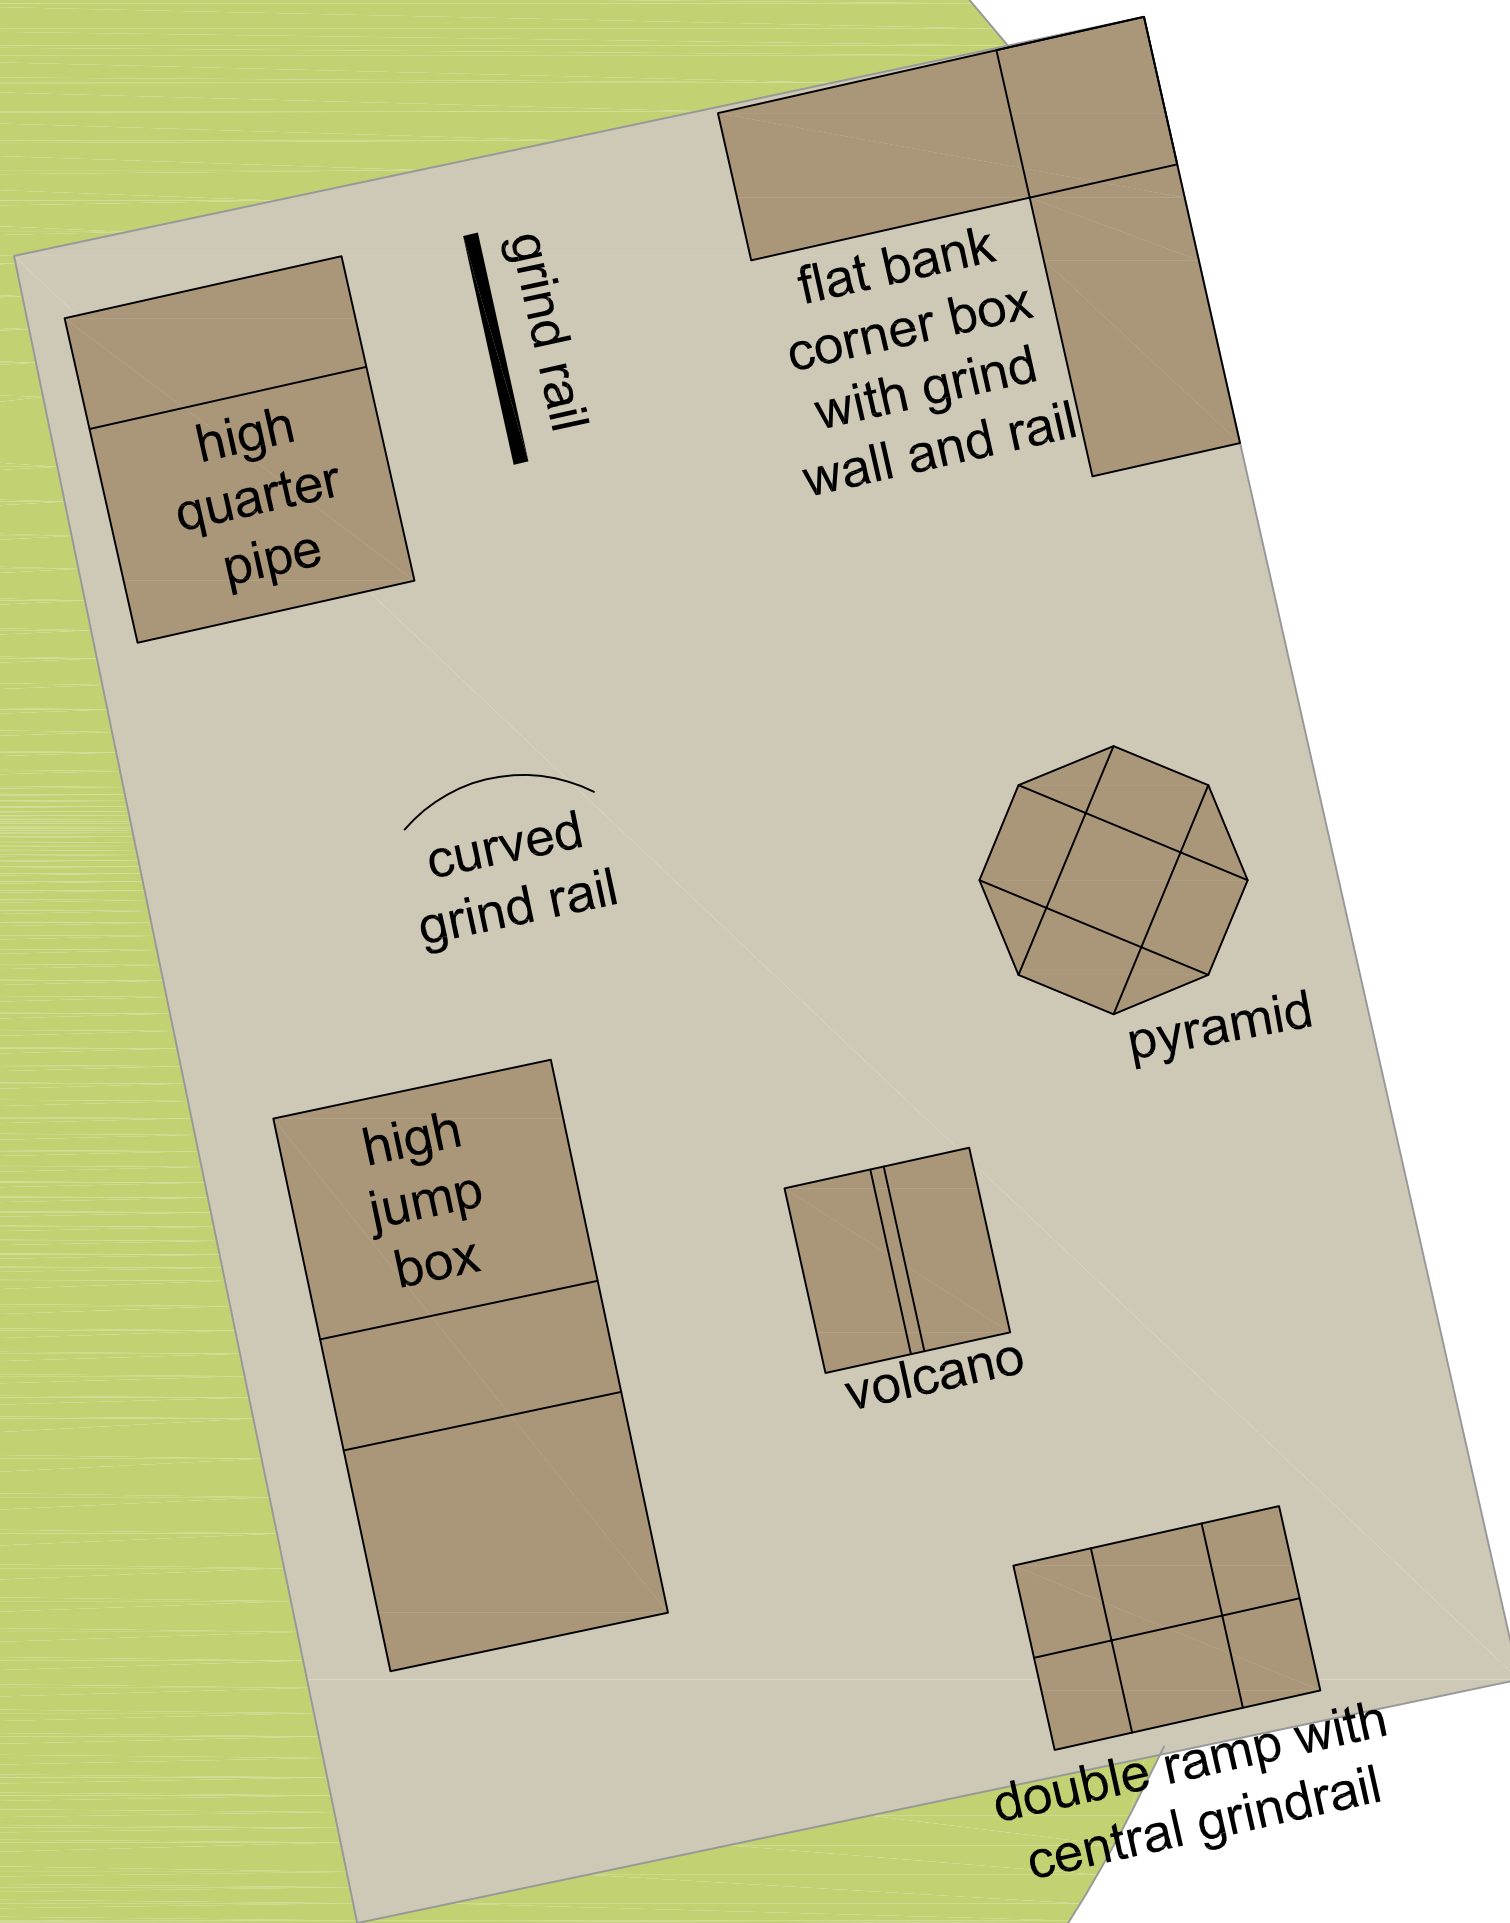 grind rail
flat bank
corner box
with grind
wall and rail
high
quarter
pipe
curved
grind rail
pyramid
high
jump
box
volcano
double ramp with
central grindrail